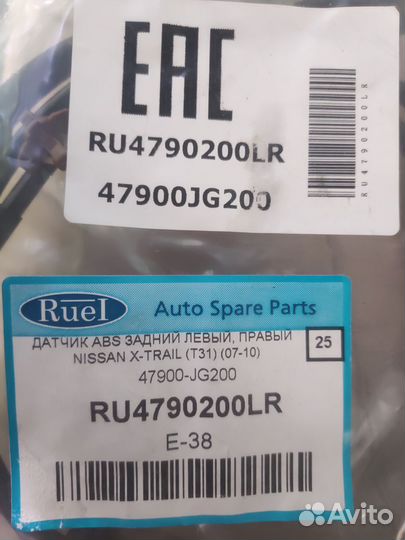 EAC
RU4790200LR
47900JG200
RU4790200LR
Ruel
Auto Spare Parts
ДАТЧИК ABS ЗАДНИЙ ЛЕВЫЙ, ПРАВЫЙ
NISSAN X-TRAIL (T31) (07-10)
25
47900-JG200
RU4790200LR
E-38
Avito